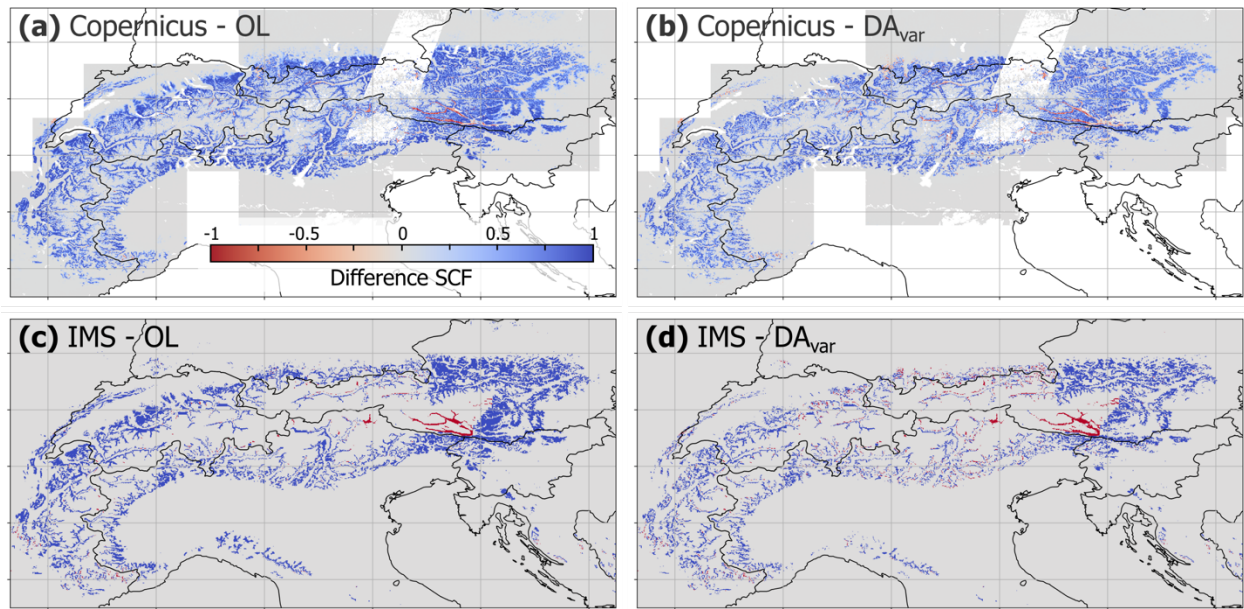 (a) Copernicus - OL
(b) Copernicus - DAvar
-1 -0.5 0 0.5 1
Difference SCF
(c) IMS - OL
(d) IMS - DAvar